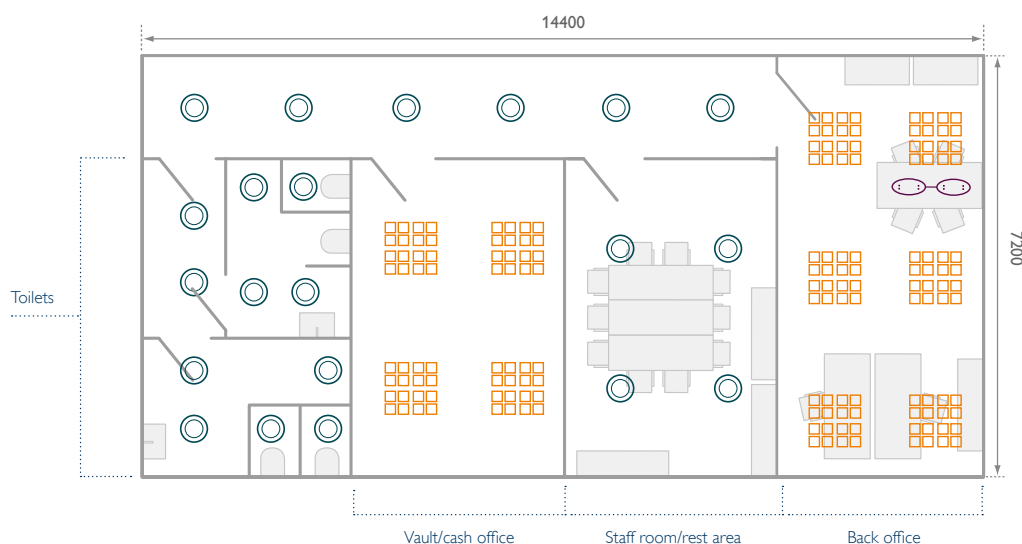 14400
7200
Toilets
Vault/cash office
Staff room/rest area
Back office